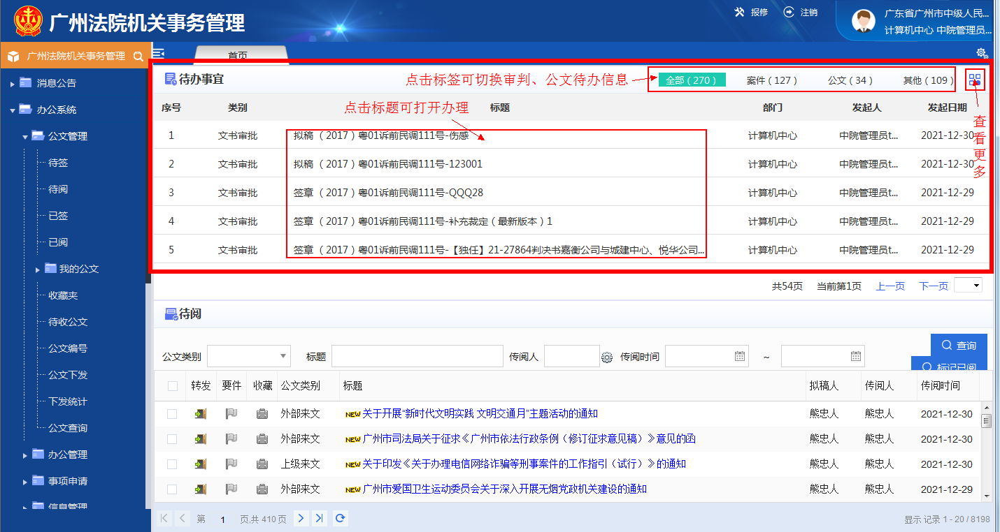 广州法院机关事务管理
报修
注销
广东省广州市中级人民...
计算机中心 中院管理员...
广州法院机关事务管理
首页
消息公告
办公系统
公文管理
待签
待阅
已签
已阅
我的公文
收藏夹
待收公文
公文编号
公文下发
下发统计
公文查询
办公管理
事项申请
信息管理
待办事宜
点击标签可切换审判、公文待办信息
全部（270） 案件（127） 公文（34） 其他（109）
点击标题可打开办理
查看更多
序号 类别 标题 部门 发起人 发起日期
1 文书审批 拟稿 （2017）粤01诉前民调111号-伤感 计算机中心 中院管理员t... 2021-12-30
2 文书审批 拟稿 （2017）粤01诉前民调111号-123001 计算机中心 中院管理员t... 2021-12-30
3 文书审批 签章 （2017）粤01诉前民调111号-QQQ28 计算机中心 中院管理员t... 2021-12-29
4 文书审批 签章 （2017）粤01诉前民调111号-补充裁定（最新版本）1 计算机中心 中院管理员t... 2021-12-29
5 文书审批 签章 （2017）粤01诉前民调111号-【独任】21-27864判决书嘉衡公司与城建中心、悦华公司... 计算机中心 中院管理员t... 2021-12-29
共54页 当前第1页 上一页 下一页
待阅
公文类别 标题 传阅人 传阅时间 ~ 查询
标记已阅
转发 要件 收藏 公文类别 标题 拟稿人 传阅人 传阅时间
外部来文 NEW 关于开展“新时代文明实践 文明交通月”主题活动的通知 熊忠人 熊忠人 2021-12-30
外部来文 NEW 广州市司法局关于征求《广州市依法行政条例（修订征求意见稿）》意见的函 熊忠人 熊忠人 2021-12-30
上级来文 NEW 关于印发《关于办理电信网络诈骗等刑事案件的工作指引（试行）》的通知 熊忠人 熊忠人 2021-12-30
外部来文 NEW 广州市爱国卫生运动委员会关于深入开展无烟党政机关建设的通知 熊忠人 熊忠人 2021-12-29
第 1 页,共 410 页
显示 记录 1 - 20 / 8198